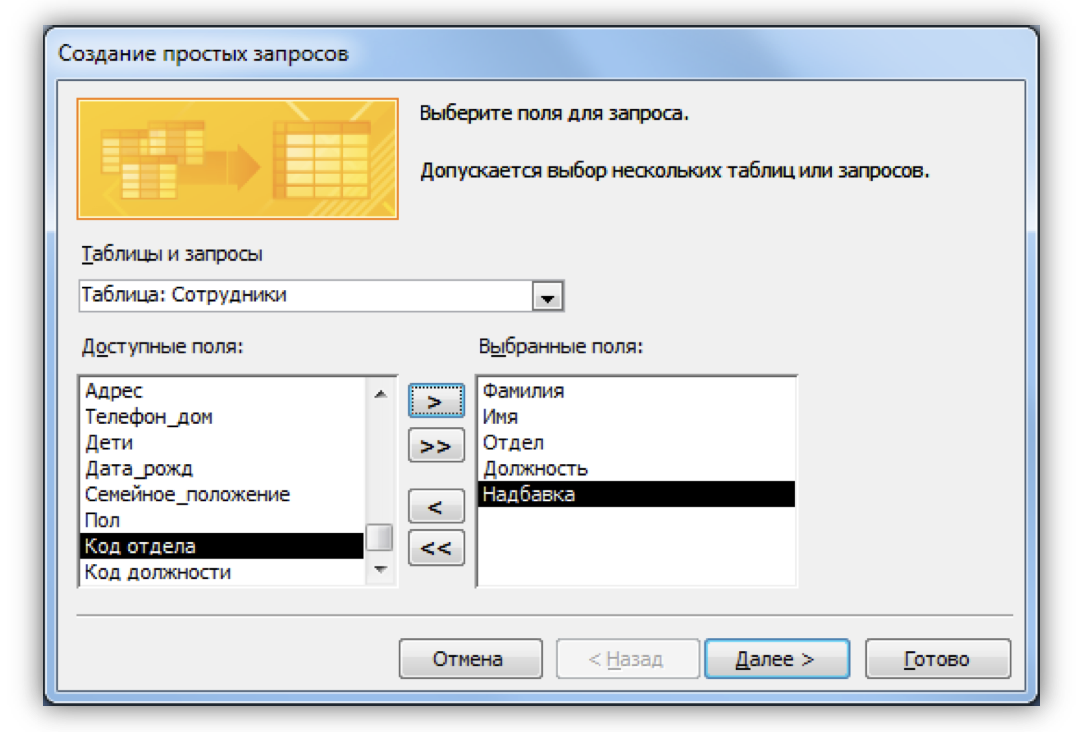 Создание простых запросов
Выберите поля для запроса.
Допускается выбор нескольких таблиц или запросов.
Таблицы и запросы
Таблица: Сотрудники
Доступные поля:
Адрес
Телефон_дом
Дети
Дата_рожд
Семейное_положение
Пол
Код отдела
Код должности
>
>>
<
<<
Выбранные поля:
Фамилия
Имя
Отдел
Должность
Надбавка
Отмена
< Назад
Далее >
Готово